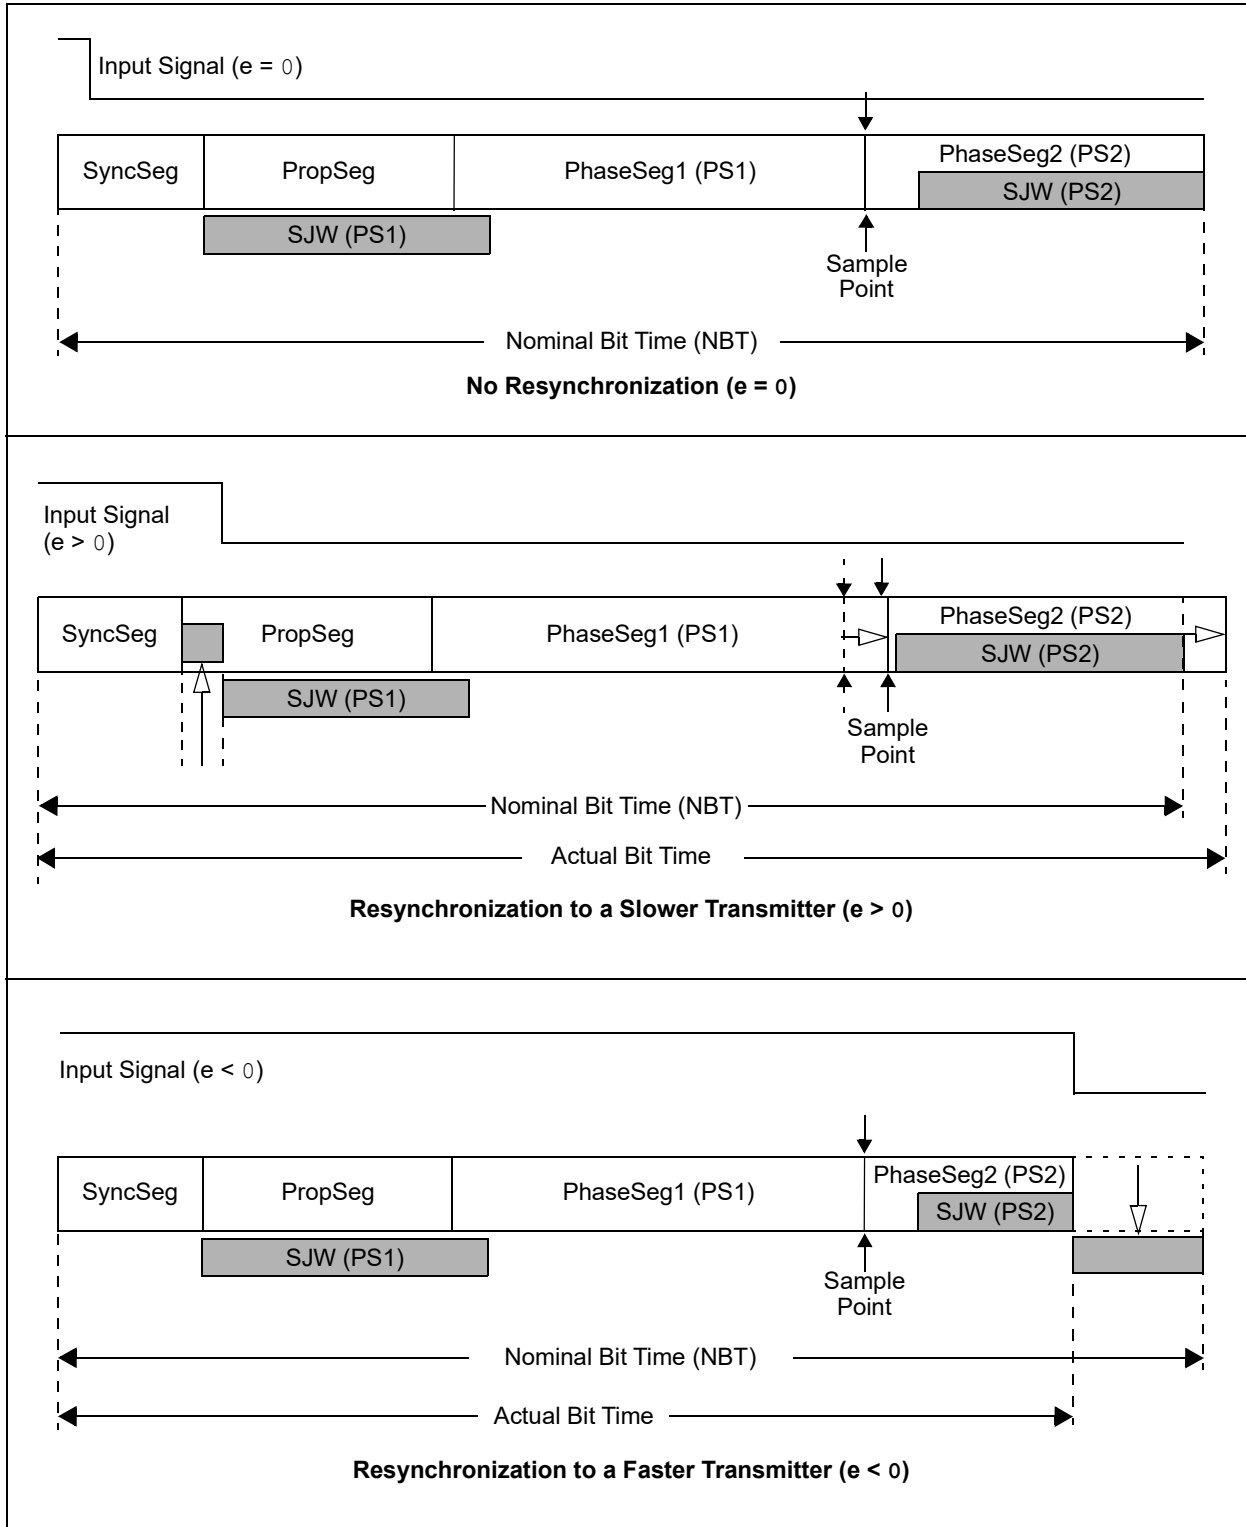 Input Signal (e = 0)
SyncSeg
PropSeg
PhaseSeg1 (PS1)
PhaseSeg2 (PS2)
SJW (PS2)
SJW (PS1)
Sample
Point
Nominal Bit Time (NBT)
No Resynchronization (e = 0)
Input Signal
(e > 0)
SyncSeg
PropSeg
PhaseSeg1 (PS1)
PhaseSeg2 (PS2)
SJW (PS2)
SJW (PS1)
Sample
Point
Nominal Bit Time (NBT)
Actual Bit Time
Resynchronization to a Slower Transmitter (e > 0)
Input Signal (e < 0)
SyncSeg
PropSeg
PhaseSeg1 (PS1)
PhaseSeg2 (PS2)
SJW (PS2)
SJW (PS1)
Sample
Point
Nominal Bit Time (NBT)
Actual Bit Time
Resynchronization to a Faster Transmitter (e < 0)